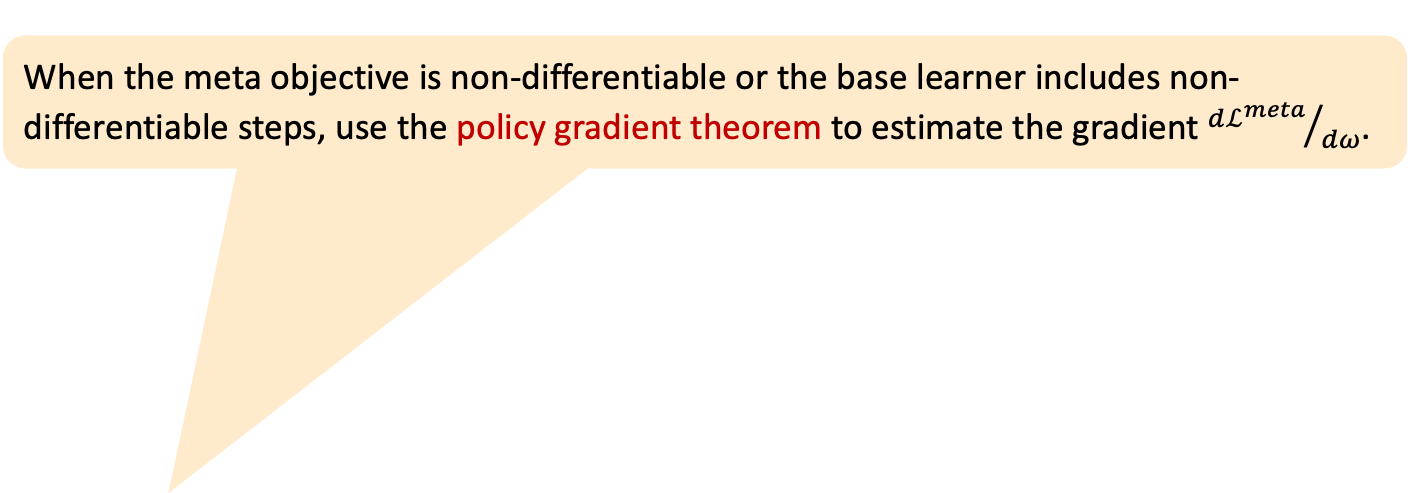 When the meta objective is non-differentiable or the base learner includes non-
differentiable steps, use the policy gradient theorem to estimate the gradient dℒ^meta/dω.